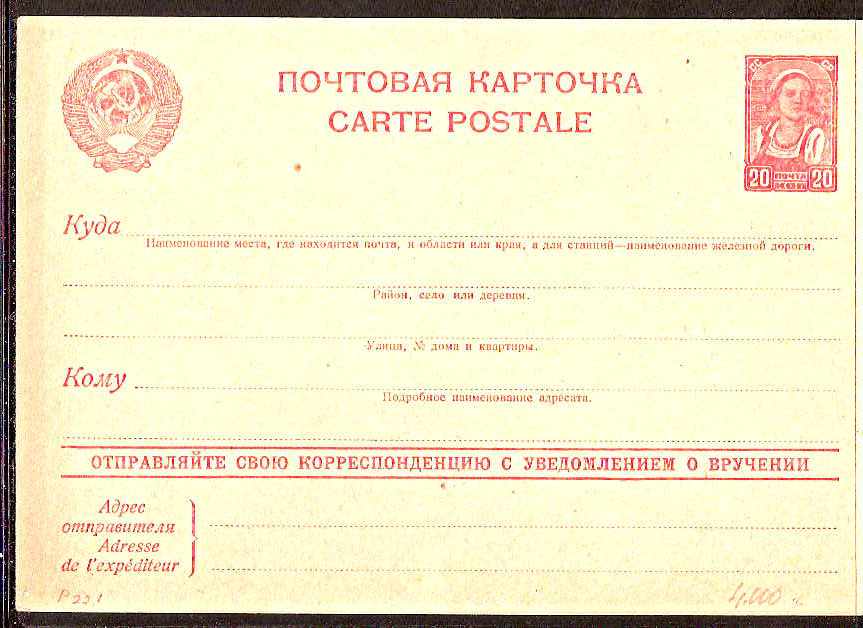 ПОЧТОВАЯ КАРТОЧКА
CARTE POSTALE
20 ПОЧТА КОП 20
Куда
Наименование места, где находится почта, и области или края, а для станций—наименование железной дороги.
Район, село или деревня.
Улица, № дома и квартиры.
Кому
Подробное наименование адресата.
ОТПРАВЛЯЙТЕ СВОЮ КОРРЕСПОНДЕНЦИЮ С УВЕДОМЛЕНИЕМ О ВРУЧЕНИИ
Адрес
отправителя
Adresse
de l'expéditeur